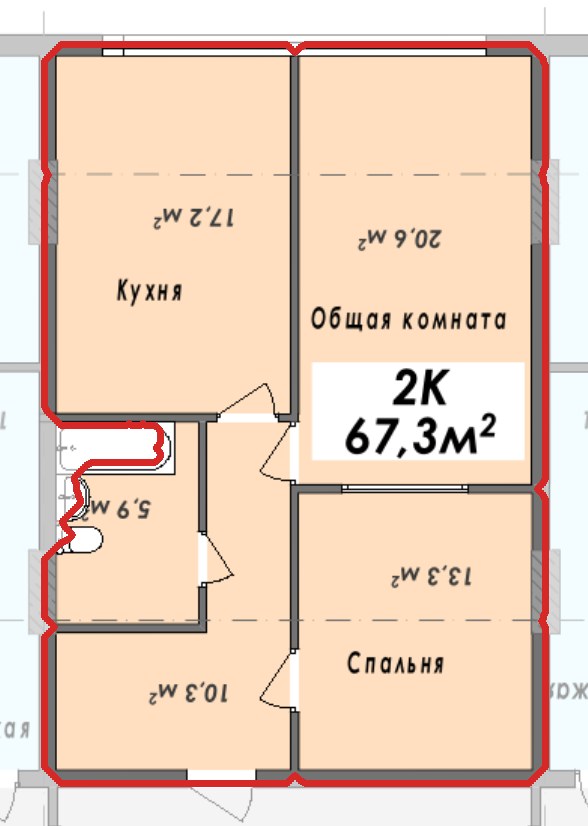 17,2 м²
Кухня
20,6 м²
Общая комната
2К
67,3м²
5,9 м²
13,3 м²
Спальня
10,3 м²
ая